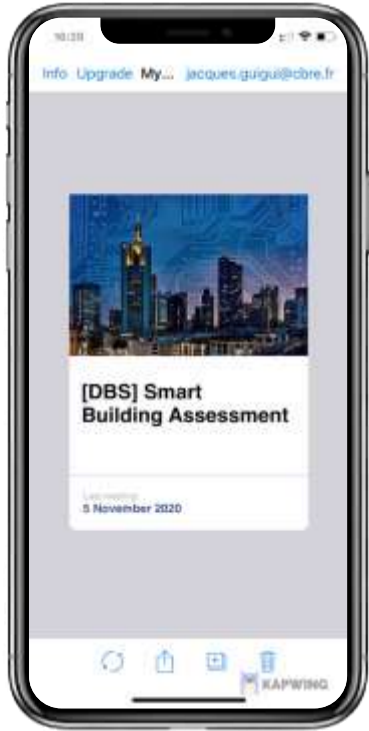 Info Upgrade My... jacques.guigui@cbre.fr
[DBS] Smart
Building Assessment
5 November 2020
KAPWING